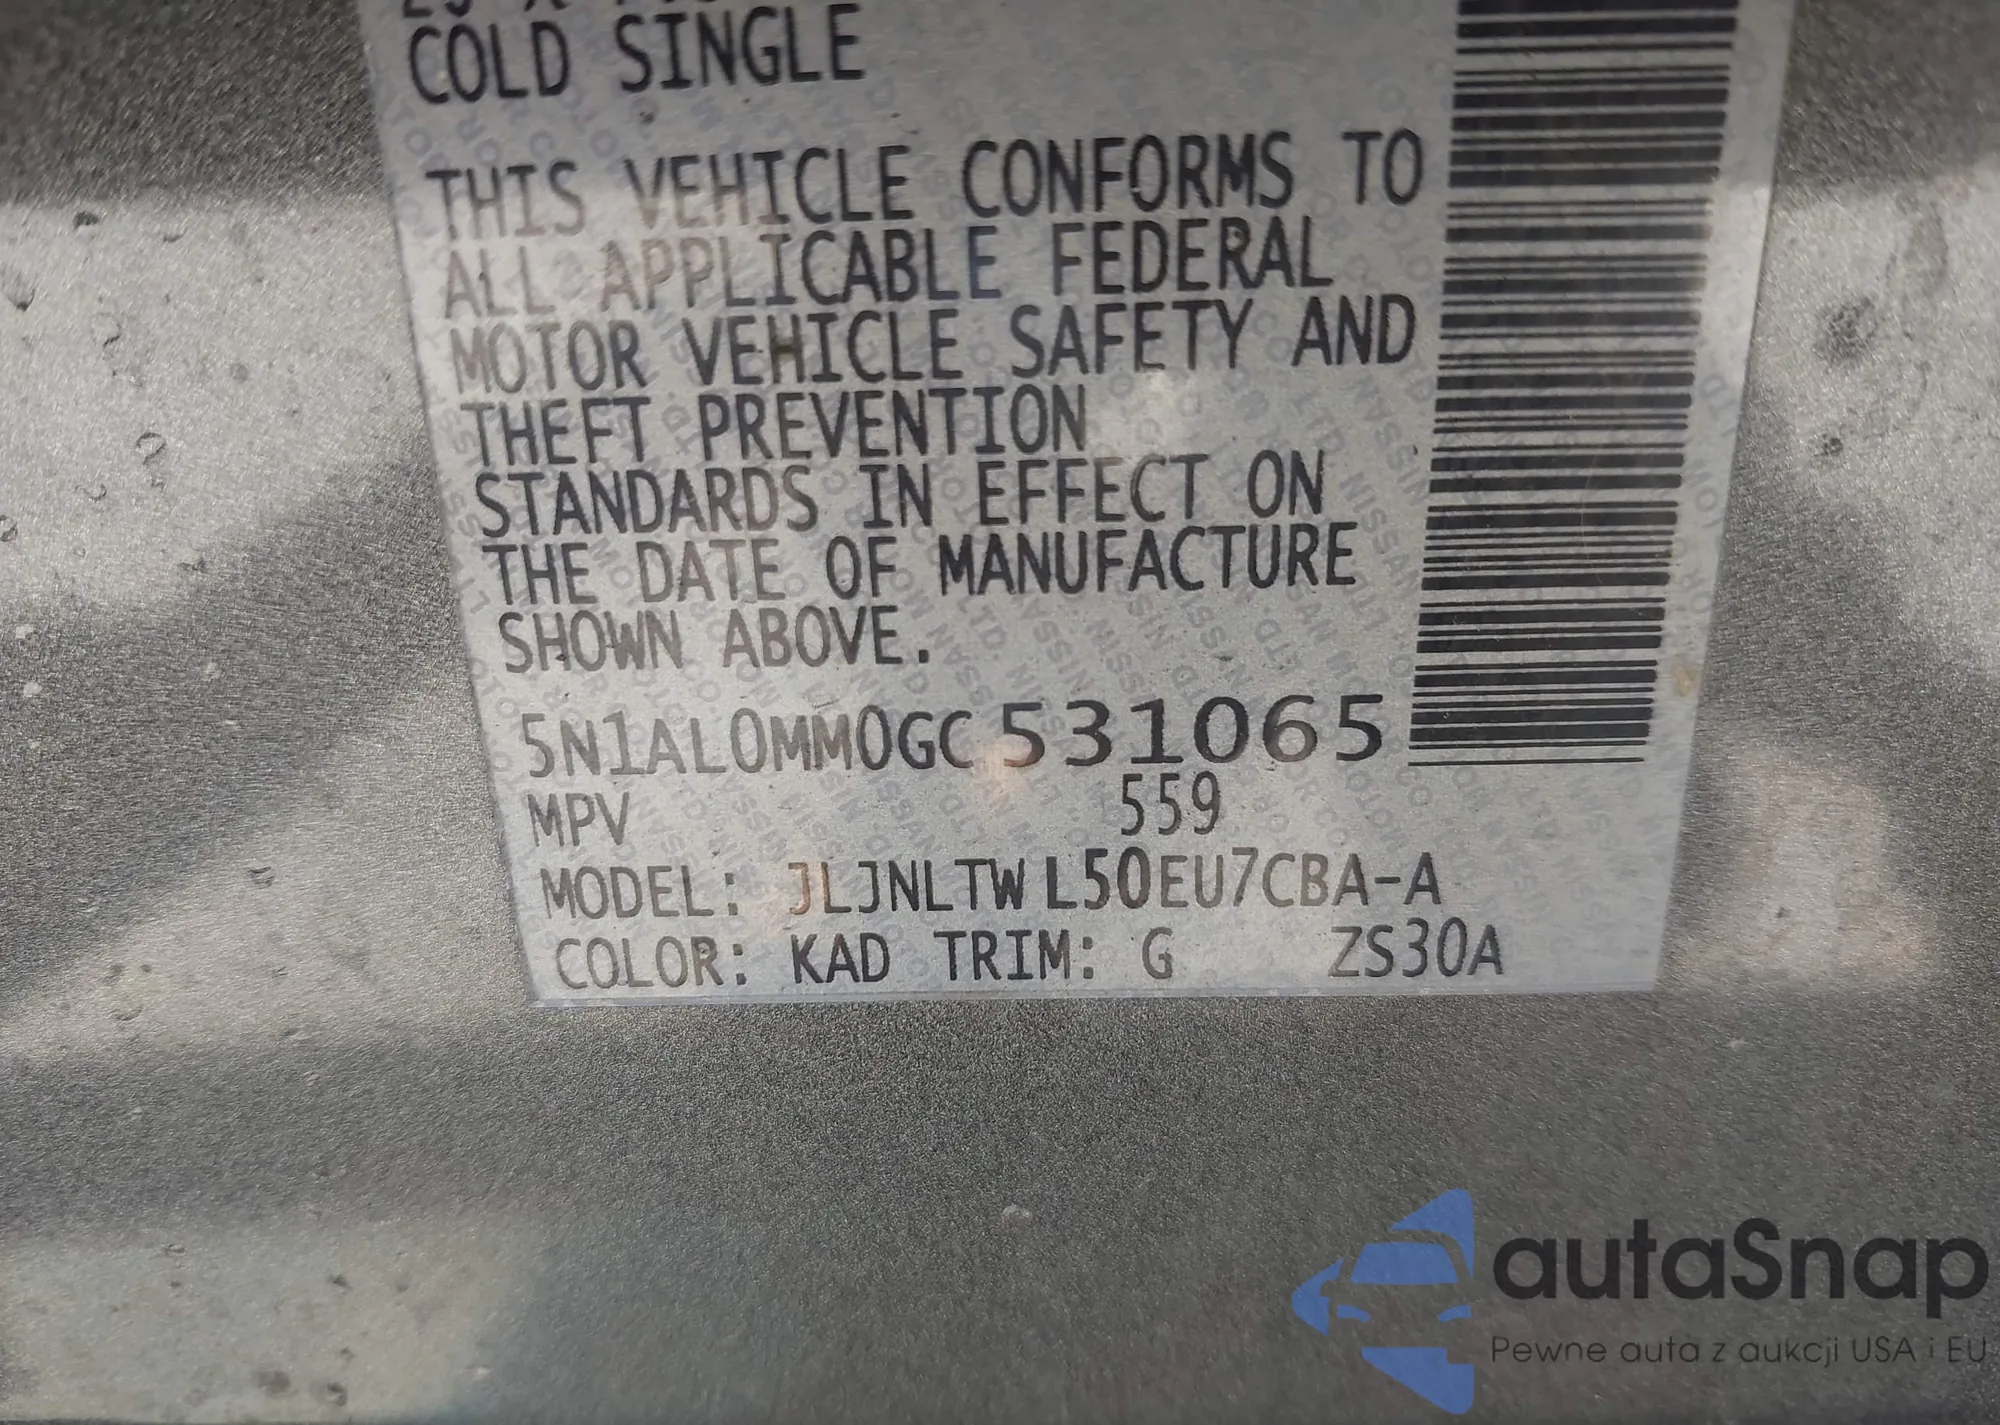 COLD SINGLE
THIS VEHICLE CONFORMS TO
ALL APPLICABLE FEDERAL
MOTOR VEHICLE SAFETY AND
THEFT PREVENTION
STANDARDS IN EFFECT ON
THE DATE OF MANUFACTURE
SHOWN ABOVE.
5N1AL0MM0GC531065
MPV 559
MODEL: JLJNLTW L50EU7CBA-A
COLOR: KAD TRIM: G ZS30A
autaSnap
Pewne auta z aukcji USA i EU